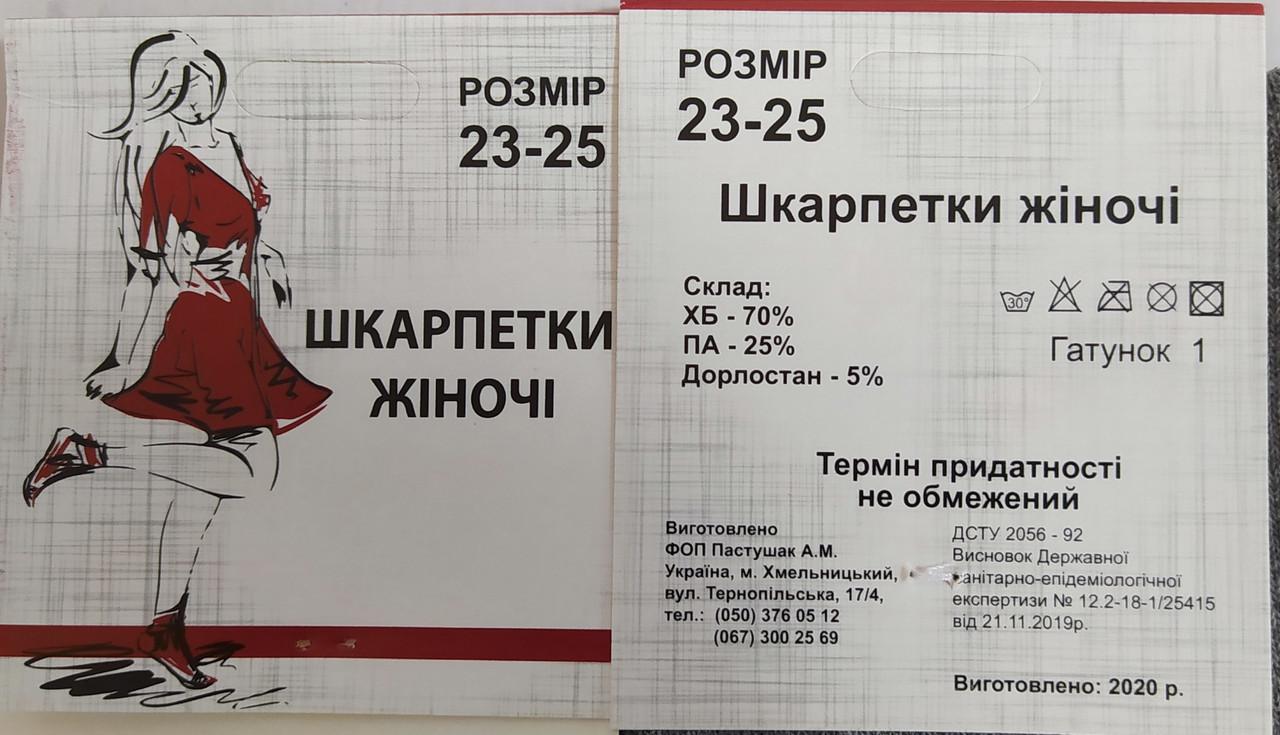 РОЗМІР
23-25
ШКАРПЕТКИ
ЖІНОЧІ
РОЗМІР
23-25
Шкарпетки жіночі
Склад:
ХБ - 70%
ПА - 25%
Дорлостан - 5%
30°
Гатунок 1
Термін придатності
не обмежений
Виготовлено
ФОП Пастушак А.М.
Україна, м. Хмельницький,
вул. Тернопільська, 17/4,
тел.: (050) 376 05 12
(067) 300 25 69
ДСТУ 2056 - 92
Висновок Державної
санітарно-епідеміологічної
експертизи № 12.2-18-1/25415
від 21.11.2019р.
Виготовлено: 2020 р.